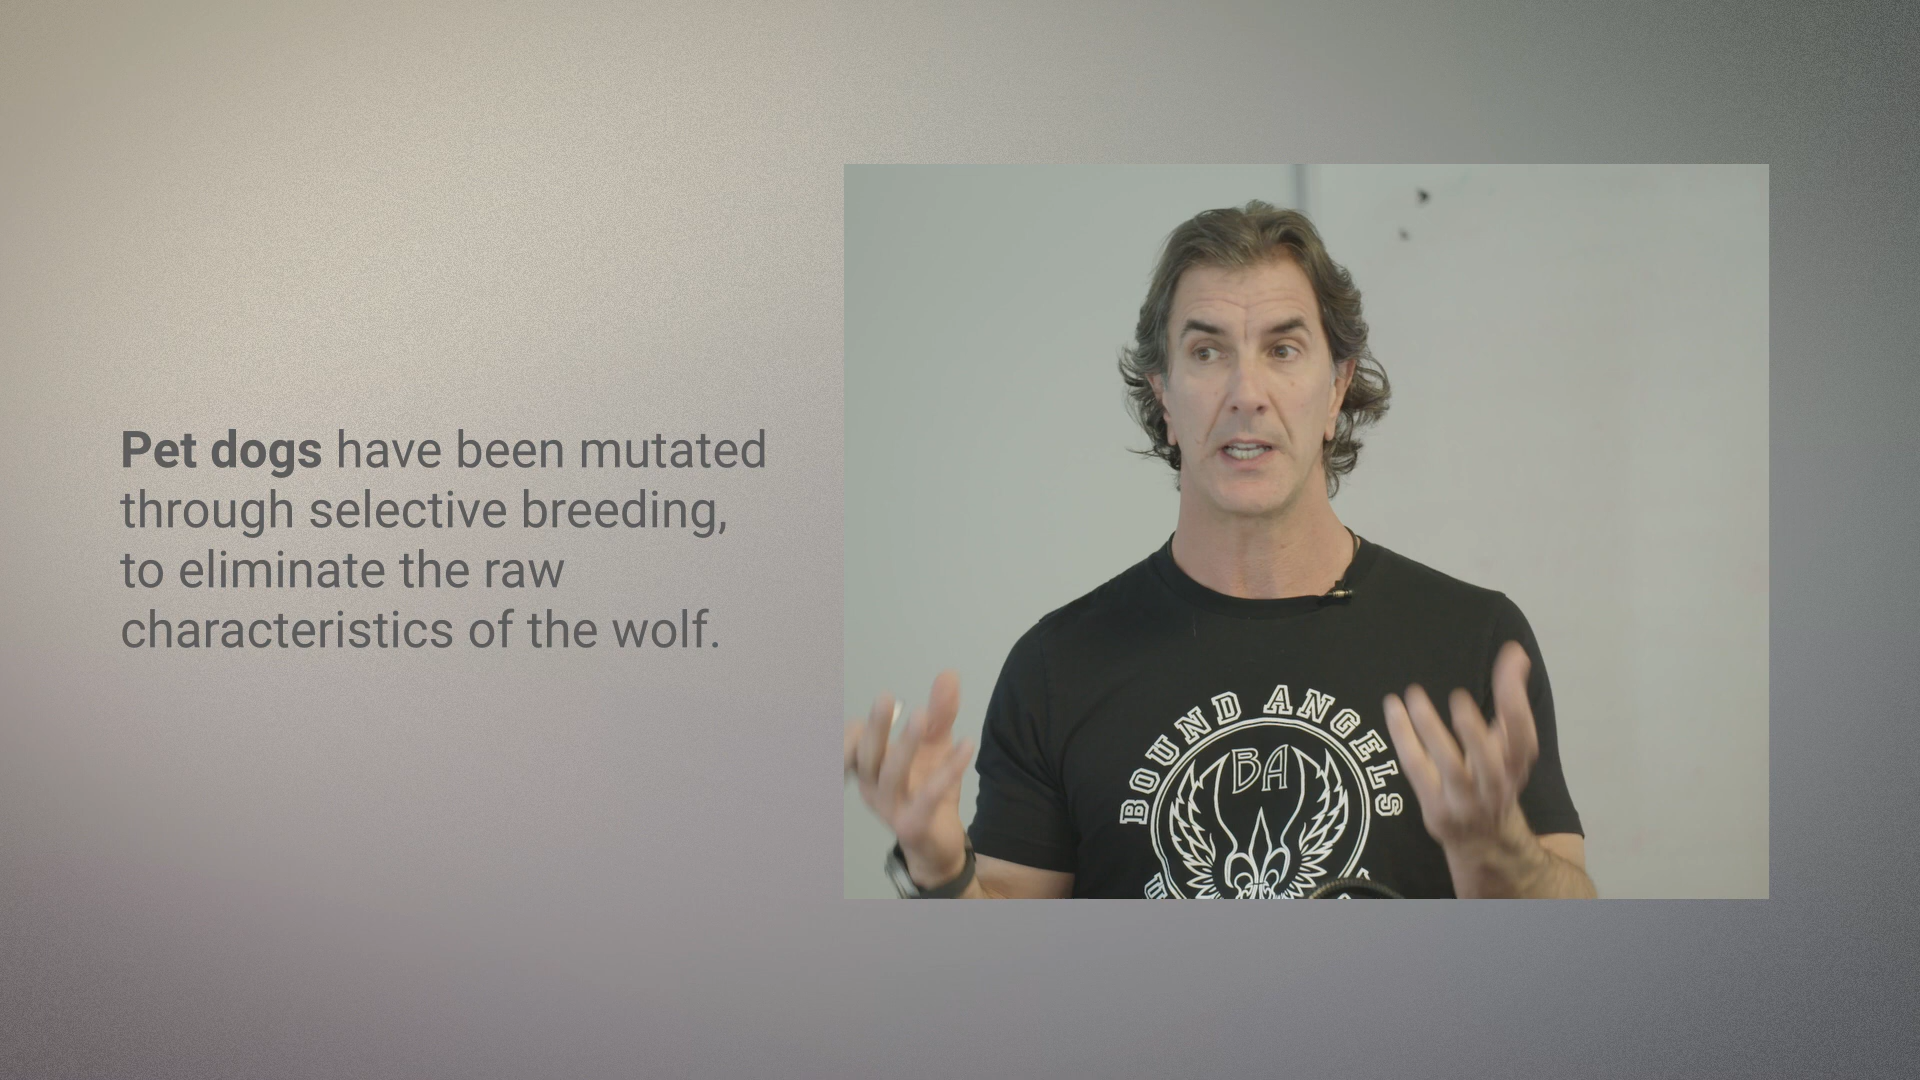 Pet dogs have been mutated
through selective breeding,
to eliminate the raw
characteristics of the wolf.
BOUND ANGELS
BA